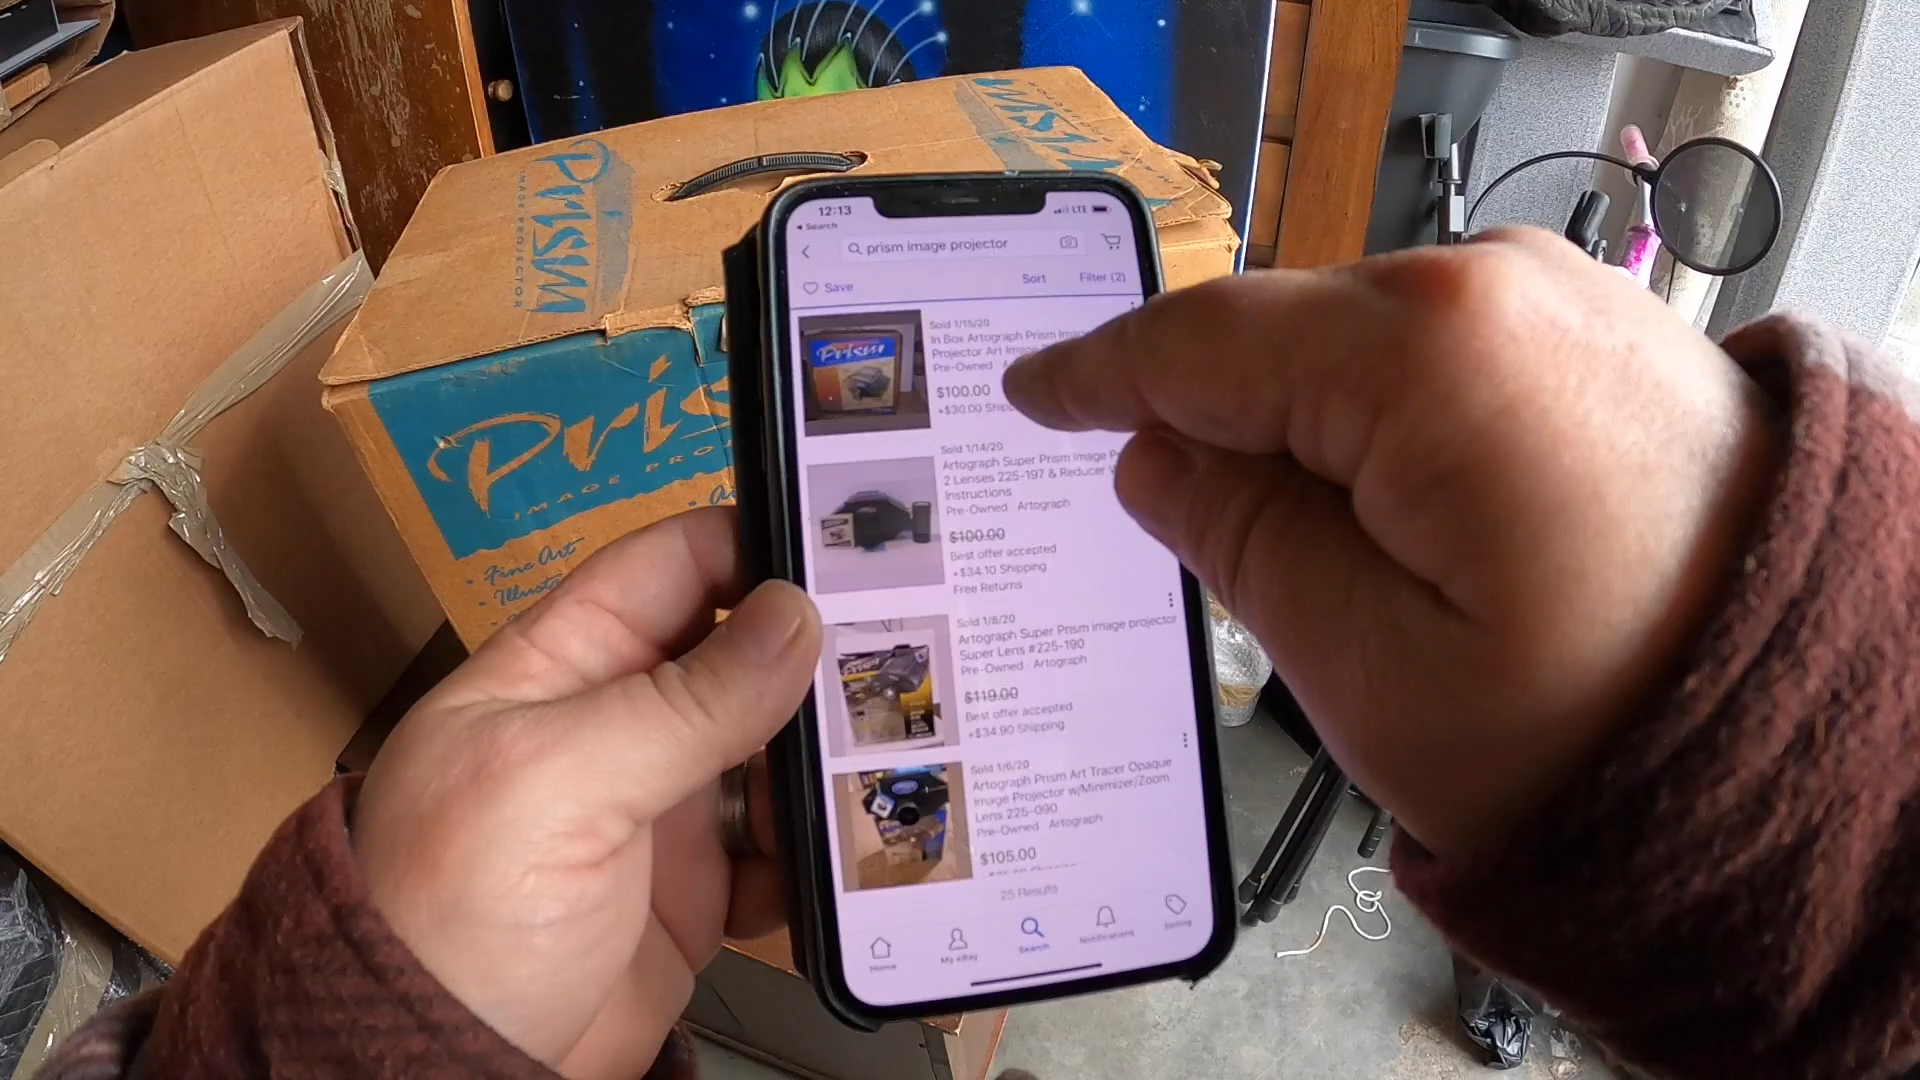 Prism
IMAGE PROJECTOR
Prism
Prism
IMAGE PRO
• Fine Art
12:13
LTE
Search
prism image projector
Save
Sort
Filter (2)
Sold 1/15/20
In Box Artograph Prism Image
Projector Art Image
Pre-Owned
$100.00
+$30.00 Shipp
Prism
Sold 1/14/20
Artograph Super Prism Image P
2 Lenses 225-197 & Reducer
Instructions
Pre-Owned Artograph
$100.00
Best offer accepted
+$34.10 Shipping
Free Returns
Sold 1/8/20
Artograph Super Prism image projector
Super Lens #225-190
Pre-Owned · Artograph
$119.00
Best offer accepted
+$34.90 Shipping
Sold 1/6/20
Artograph Prism Art Tracer Opaque
Image Projector w/Minimizer/Zoom
Lens 225-090
Pre-Owned Artograph
$105.00
25 Results
Home
My eBay
Search
Notifications
Selling